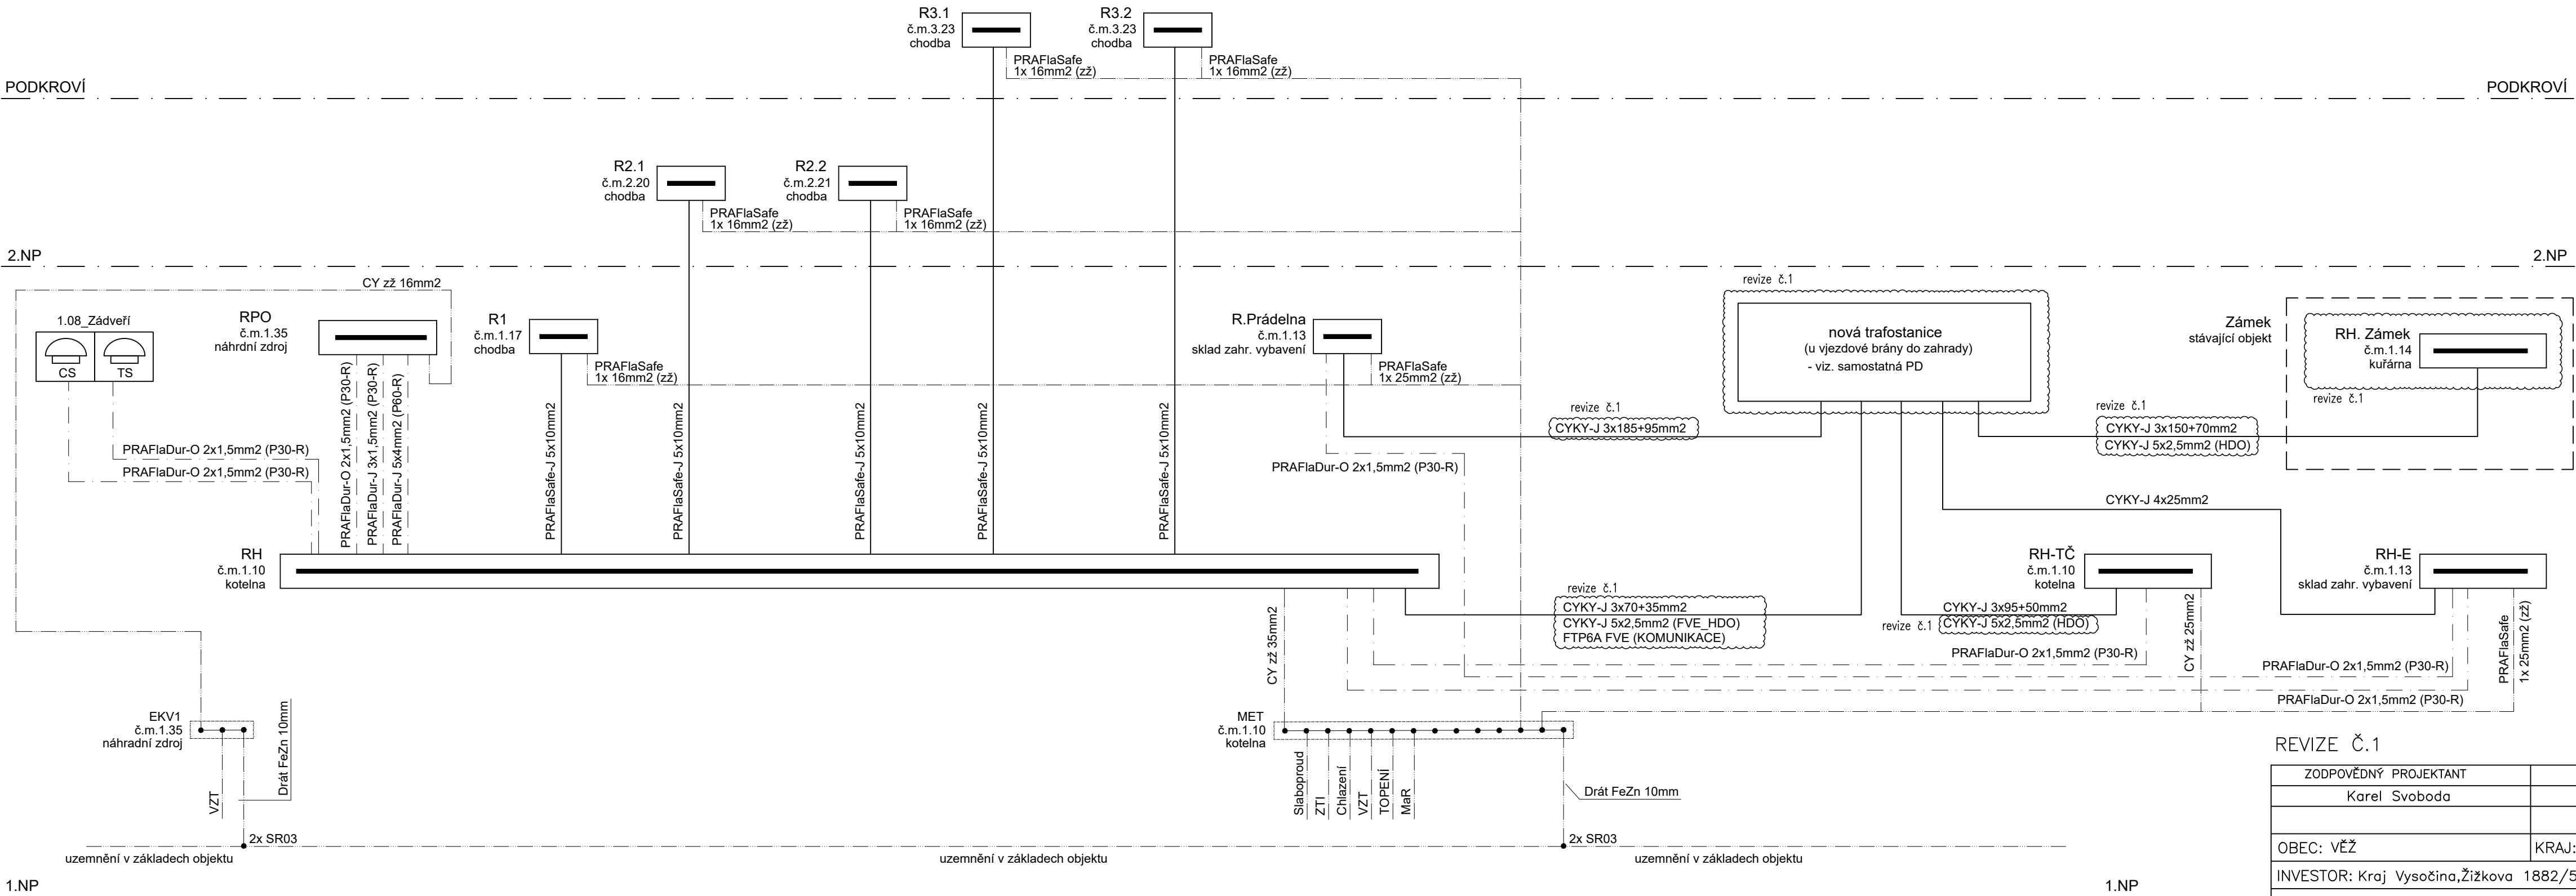 R3.1
č.m.3.23
chodba
PRAFlaSafe
1x 16mm2 (zž)
R3.2
č.m.3.23
chodba
PRAFlaSafe
1x 16mm2 (zž)
PODKROVÍ
PODKROVÍ
R2.1
č.m.2.20
chodba
PRAFlaSafe
1x 16mm2 (zž)
R2.2
č.m.2.21
chodba
PRAFlaSafe
1x 16mm2 (zž)
2.NP
2.NP
CY zž 16mm2
1.08_Zádveří
CS
TS
RPO
č.m.1.35
náhrdní zdroj
R1
č.m.1.17
chodba
PRAFlaSafe
1x 16mm2 (zž)
R.Prádelna
č.m.1.13
sklad zahr. vybavení
PRAFlaSafe
1x 25mm2 (zž)
revize č.1
nová trafostanice
(u vjezdové brány do zahrady)
- viz. samostatná PD
Zámek
stávající objekt
RH. Zámek
č.m.1.14
kuřárna
revize č.1
revize č.1
CYKY-J 3x185+95mm2
revize č.1
CYKY-J 3x150+70mm2
CYKY-J 5x2,5mm2 (HDO)
PRAFlaDur-O 2x1,5mm2 (P30-R)
PRAFlaDur-O 2x1,5mm2 (P30-R)
PRAFlaDur-O 2x1,5mm2 (P30-R)
PRAFlaDur-J 3x1,5mm2 (P30-R)
PRAFlaDur-J 5x4mm2 (P60-R)
PRAFlaSafe-J 5x10mm2
PRAFlaSafe-J 5x10mm2
PRAFlaSafe-J 5x10mm2
PRAFlaSafe-J 5x10mm2
PRAFlaSafe-J 5x10mm2
PRAFlaDur-O 2x1,5mm2 (P30-R)
CYKY-J 4x25mm2
RH
č.m.1.10
kotelna
RH-TČ
č.m.1.10
kotelna
RH-E
č.m.1.13
sklad zahr. vybavení
revize č.1
CYKY-J 3x70+35mm2
CYKY-J 5x2,5mm2 (FVE_HDO)
FTP6A FVE (KOMUNIKACE)
CYKY-J 3x95+50mm2
revize č.1
CYKY-J 5x2,5mm2 (HDO)
CY zž 35mm2
CY zž 25mm2
PRAFlaSafe
1x 25mm2 (zž)
PRAFlaDur-O 2x1,5mm2 (P30-R)
PRAFlaDur-O 2x1,5mm2 (P30-R)
PRAFlaDur-O 2x1,5mm2 (P30-R)
EKV1
č.m.1.35
náhradní zdroj
VZT
Drát FeZn 10mm
MET
č.m.1.10
kotelna
Slaboproud
ZTI
Chlazení
VZT
TOPENÍ
MaR
Drát FeZn 10mm
2x SR03
2x SR03
uzemnění v základech objektu
uzemnění v základech objektu
uzemnění v základech objektu
1.NP
1.NP
REVIZE Č.1
ZODPOVĚDNÝ PROJEKTANT
Karel Svoboda
OBEC: VĚŽ
KRAJ:
INVESTOR: Kraj Vysočina,Žižkova 1882/5